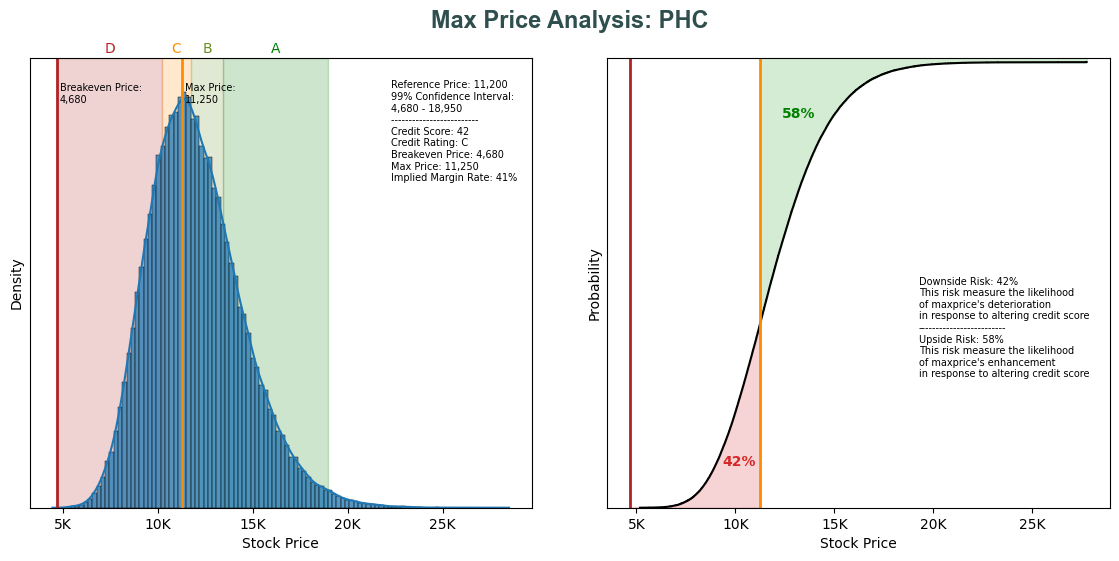 Max Price Analysis: PHC
D C B A
Breakeven Price:
4,680
Max Price:
11,250
Reference Price: 11,200
99% Confidence Interval:
4,680 - 18,950
-------------------------
Credit Score: 42
Credit Rating: C
Breakeven Price: 4,680
Max Price: 11,250
Implied Margin Rate: 41%
Density
5K 10K 15K 20K 25K
Stock Price
58%
42%
Downside Risk: 42%
This risk measure the likelihood
of maxprice's deterioration
in response to altering credit score
-------------------------
Upside Risk: 58%
This risk measure the likelihood
of maxprice's enhancement
in response to altering credit score
Probability
5K 10K 15K 20K 25K
Stock Price